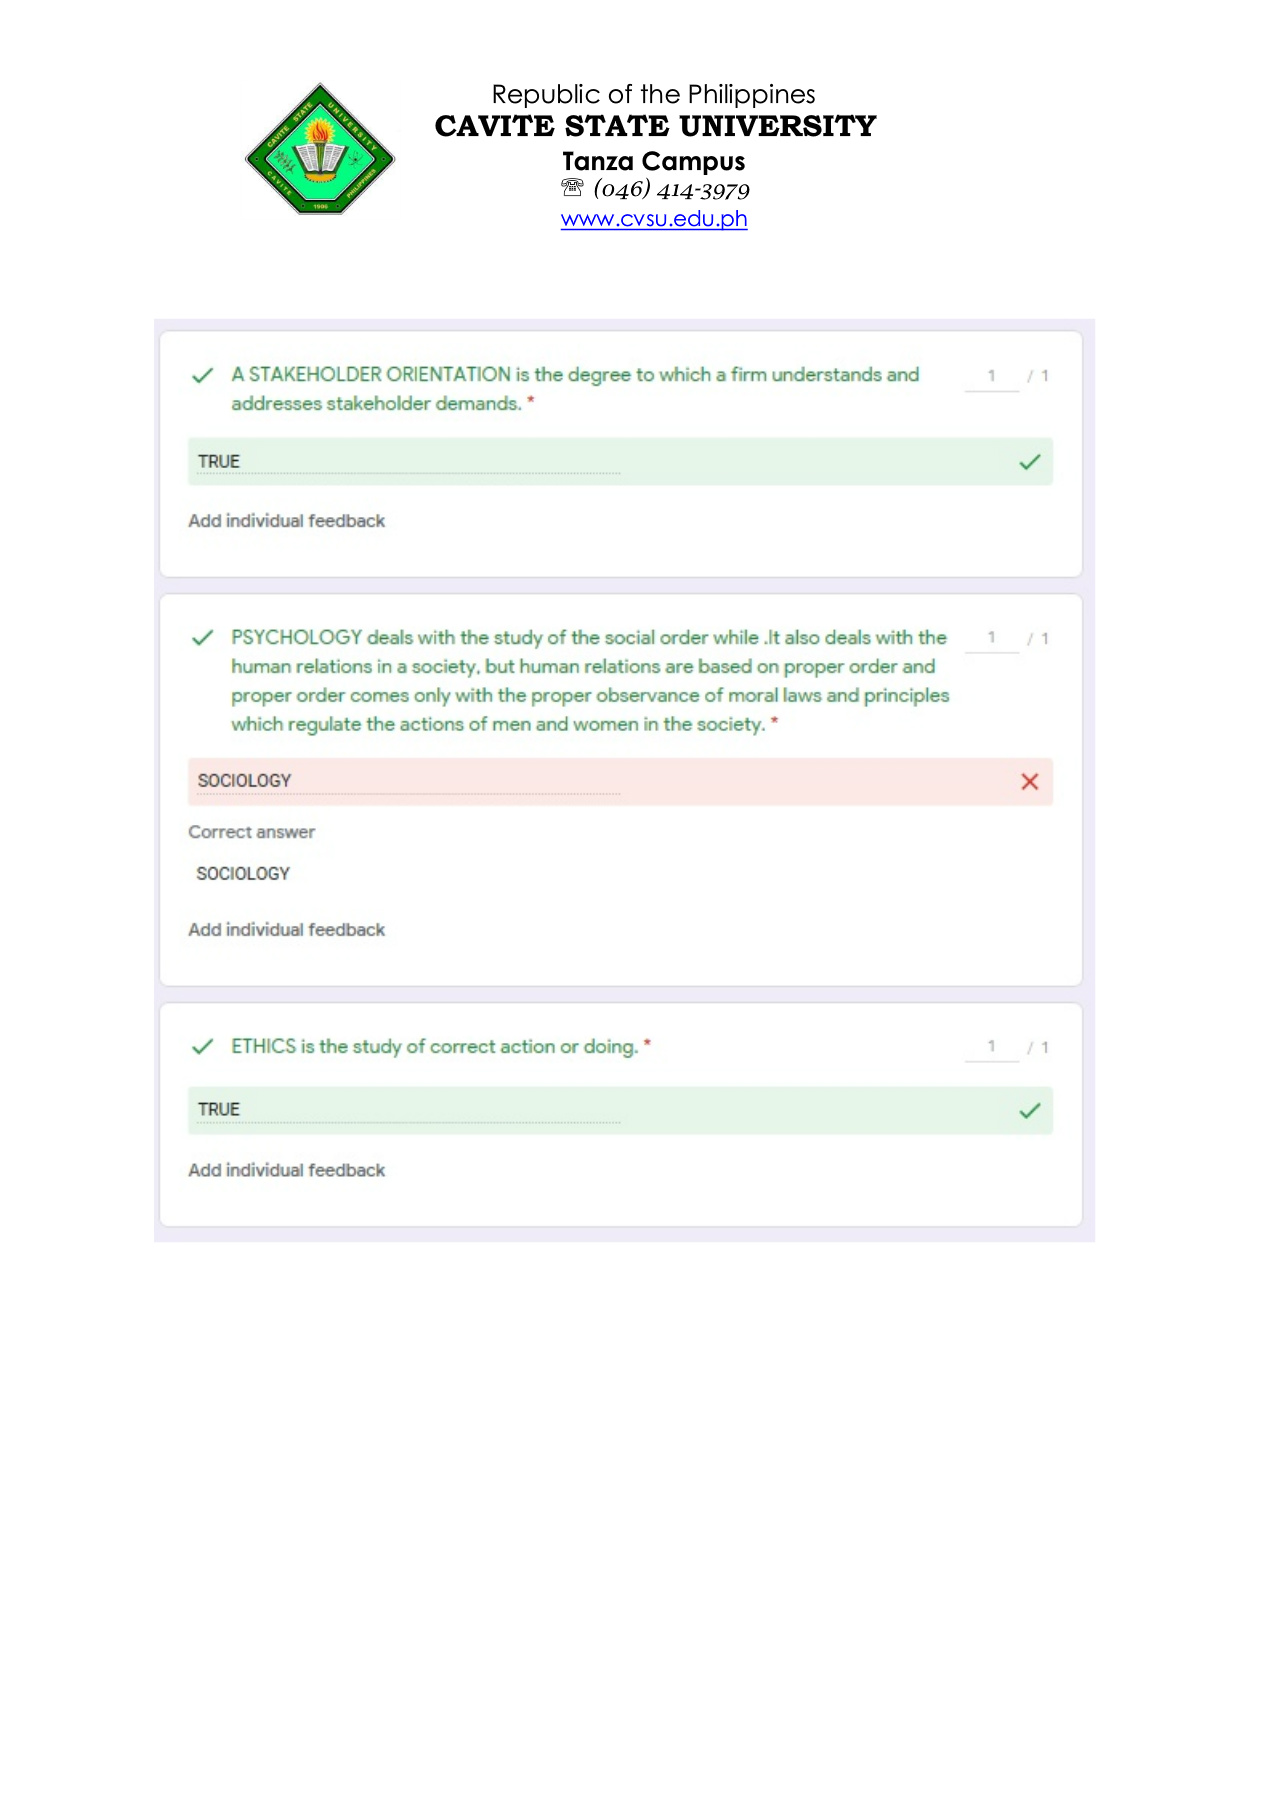 Republic of the Philippines
CAVITE STATE UNIVERSITY
Tanza Campus
☏ (046) 414-3979
www.cvsu.edu.ph
CAVITE STATE UNIVERSITY
CAVITE PHILIPPINES
1906
A STAKEHOLDER ORIENTATION is the degree to which a firm understands and
addresses stakeholder demands. *
1 / 1
TRUE
Add individual feedback
PSYCHOLOGY deals with the study of the social order while .It also deals with the
human relations in a society, but human relations are based on proper order and
proper order comes only with the proper observance of moral laws and principles
which regulate the actions of men and women in the society. *
1 / 1
SOCIOLOGY
Correct answer
SOCIOLOGY
Add individual feedback
ETHICS is the study of correct action or doing. *
1 / 1
TRUE
Add individual feedback